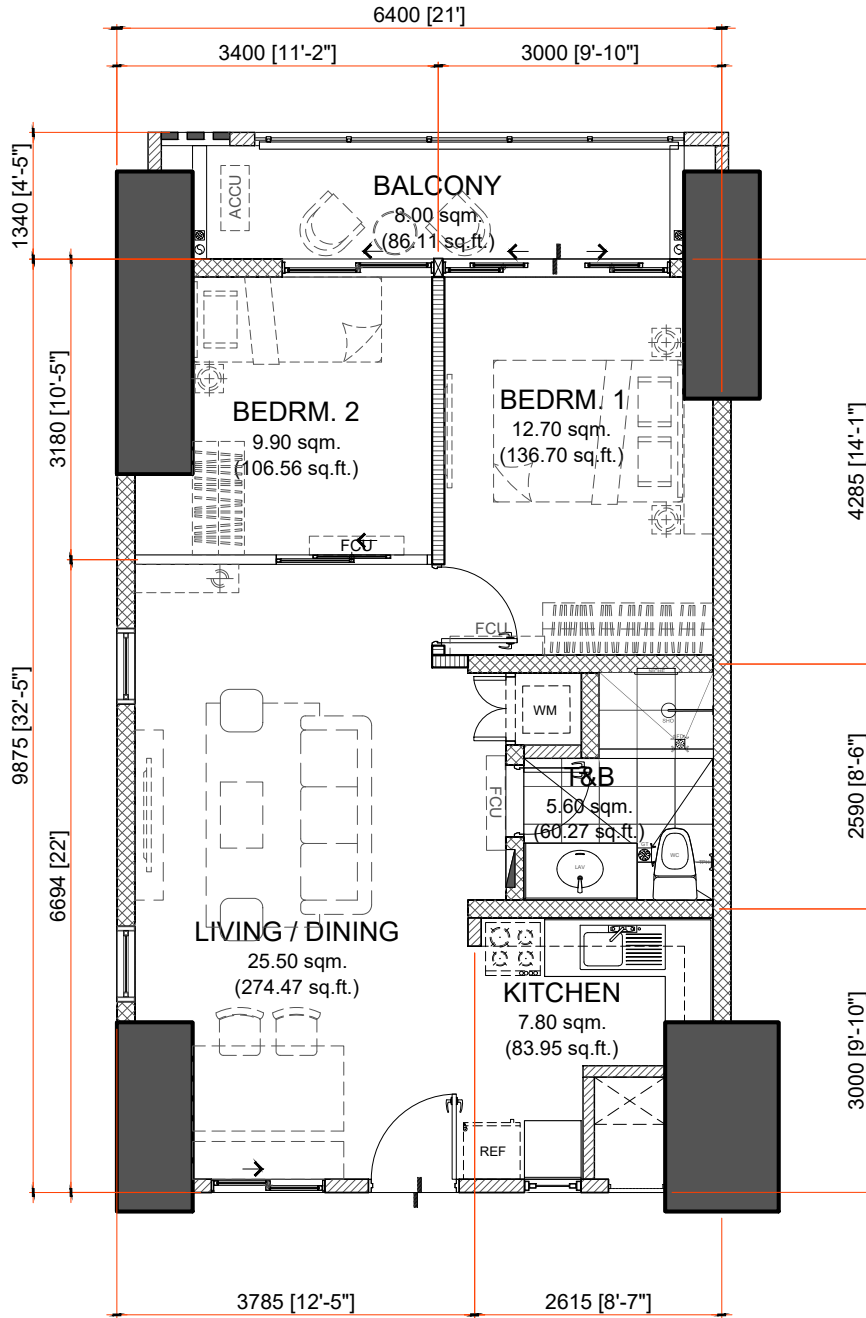 6400 [21']
3400 [11'-2"]
3000 [9'-10"]
1340 [4'-5"]
ACCU
BALCONY
8.00 sqm.
(86.11 sq.ft.)
3180 [10'-5"]
BEDRM. 2
9.90 sqm.
(106.56 sq.ft.)
BEDRM. 1
12.70 sqm.
(136.70 sq.ft.)
4285 [14'-1"]
FCU
FCU
9875 [32'-5"]
6694 [22']
WM
SHO
FCU
T&B
5.60 sqm.
(60.27 sq.ft.)
2590 [8'-6"]
LAV
WC
LIVING / DINING
25.50 sqm.
(274.47 sq.ft.)
KITCHEN
7.80 sqm.
(83.95 sq.ft.)
3000 [9'-10"]
REF
3785 [12'-5"]
2615 [8'-7"]